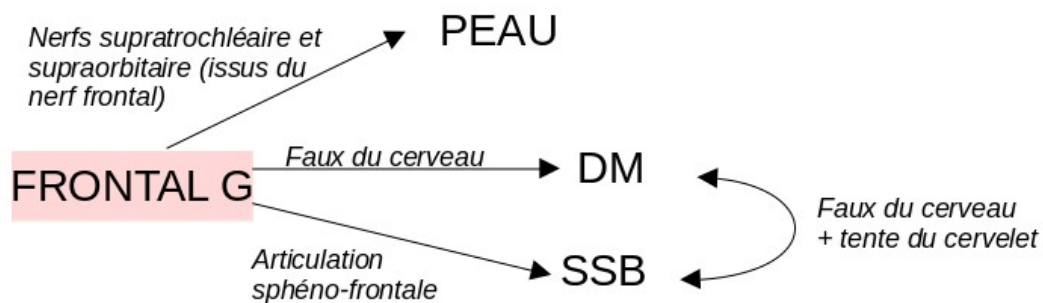 Nerfs supratrochléaire et
supraorbitaire (issus du
nerf frontal)
PEAU
FRONTAL G
Faux du cerveau
DM
Faux du cerveau
+ tente du cervelet
Articulation
sphéno-frontale
SSB